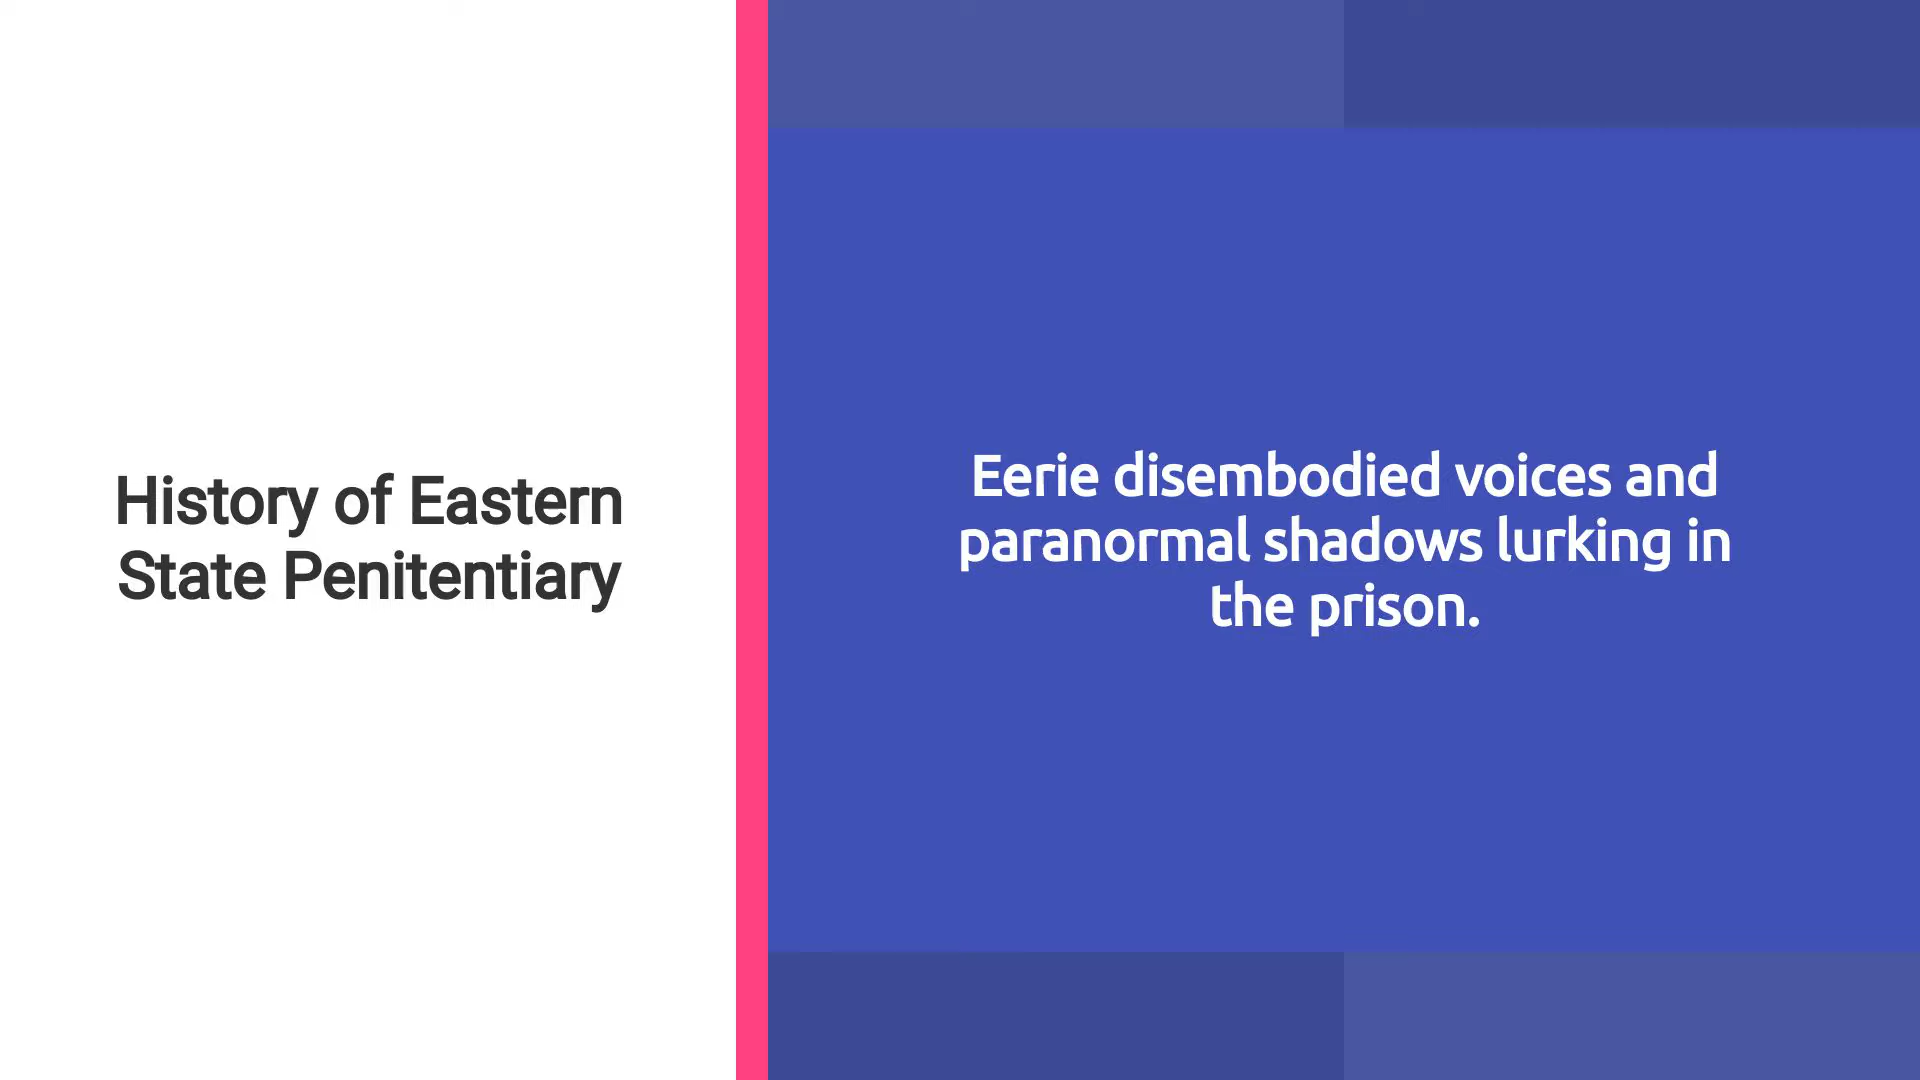 History of Eastern
State Penitentiary
Eerie disembodied voices and
paranormal shadows lurking in
the prison.